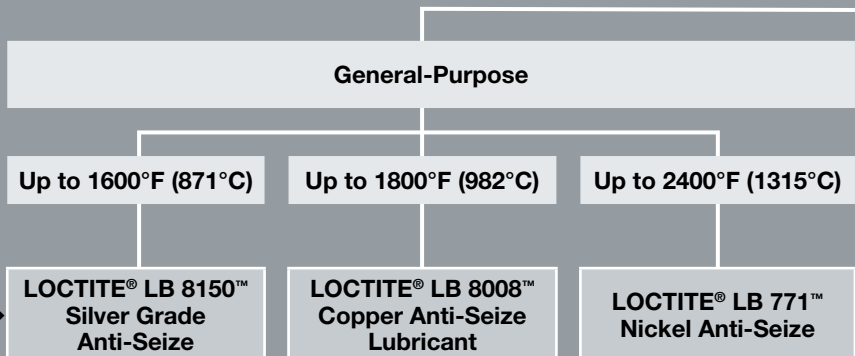 General-Purpose
Up to 1600°F (871°C)
Up to 1800°F (982°C)
Up to 2400°F (1315°C)
LOCTITE® LB 8150™
Silver Grade
Anti-Seize
LOCTITE® LB 8008™
Copper Anti-Seize
Lubricant
LOCTITE® LB 771™
Nickel Anti-Seize